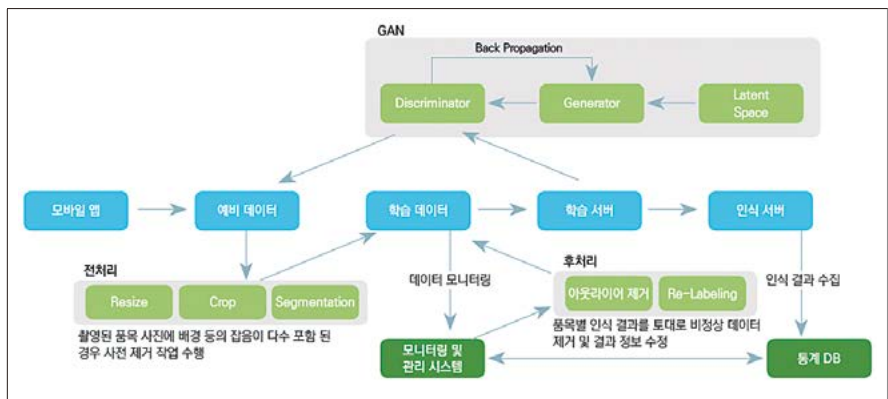 GAN
Back Propagation
Discriminator
Generator
Latent
Space
모바일 앱
예비 데이터
학습 데이터
학습 서버
인식 서버
전처리
Resize
Crop
Segmentation
촬영된 품목 사진에 배경 등의 잡음이 다수 포함 된
경우 사전 제거 작업 수행
데이터 모니터링
후처리
아웃라이어 제거
Re-Labeling
품목별 인식 결과를 토대로 비정상 데이터
제거 및 결과 정보 수정
인식 결과 수집
모니터링 및
관리 시스템
통계 DB